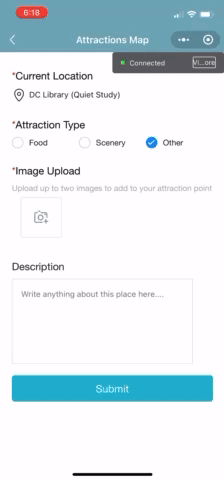 6:18
Attractions Map
Connected
Vi...ore
*Current Location
DC Library (Quiet Study)
*Attraction Type
Food
Scenery
Other
*Image Upload
Upload up to two images to add to your attraction point
Description
Write anything about this place here....
Submit